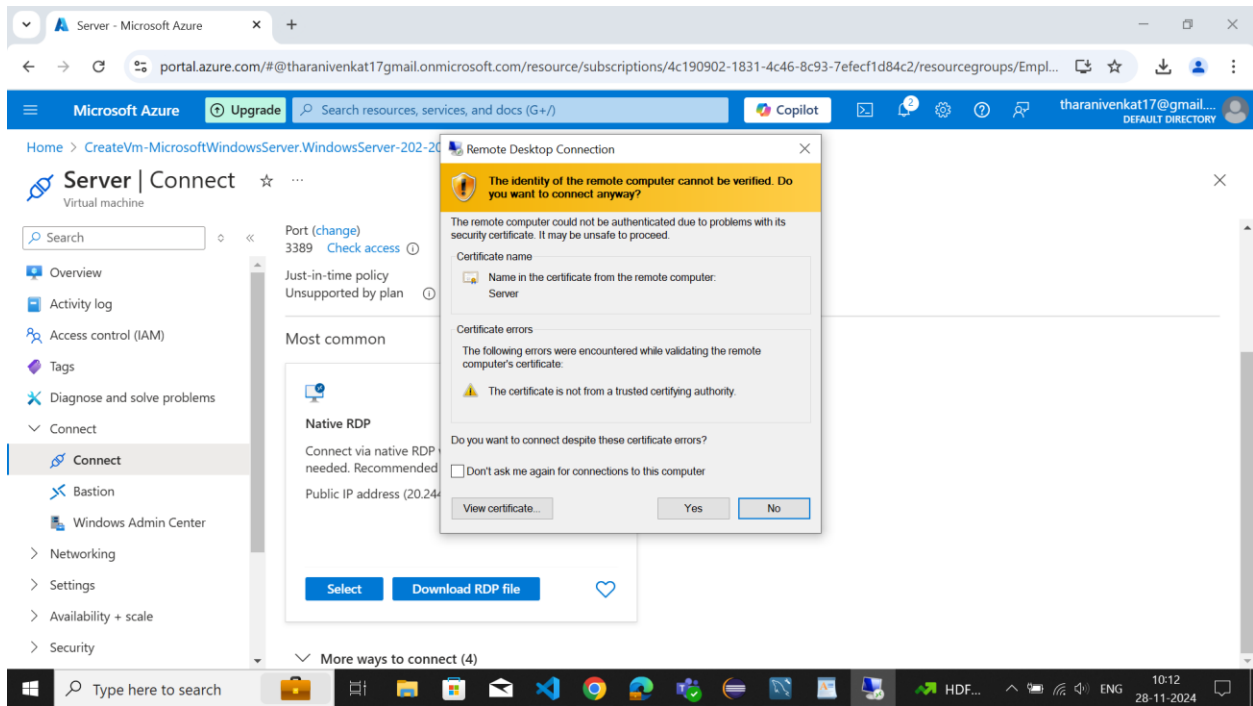 Server - Microsoft Azure
portal.azure.com/#@tharanivenkat17gmail.onmicrosoft.com/resource/subscriptions/4c190902-1831-4c46-8c93-7efecf1d84c2/resourcegroups/Empl...
Microsoft Azure
Upgrade
Search resources, services, and docs (G+/)
Copilot
2
tharanivenkat17@gmail....
DEFAULT DIRECTORY
Home > CreateVm-MicrosoftWindowsServer.WindowsServer-202-20
Server | Connect
Virtual machine
Search
Overview
Activity log
Access control (IAM)
Tags
Diagnose and solve problems
Connect
Connect
Bastion
Windows Admin Center
Networking
Settings
Availability + scale
Security
Port (change)
3389 Check access
Just-in-time policy
Unsupported by plan
Most common
Native RDP
Connect via native RDP
needed. Recommended
Public IP address (20.244
Select
Download RDP file
More ways to connect (4)
Remote Desktop Connection
The identity of the remote computer cannot be verified. Do
you want to connect anyway?
The remote computer could not be authenticated due to problems with its
security certificate. It may be unsafe to proceed.
Certificate name
Name in the certificate from the remote computer:
Server
Certificate errors
The following errors were encountered while validating the remote
computer's certificate:
The certificate is not from a trusted certifying authority.
Do you want to connect despite these certificate errors?
Don't ask me again for connections to this computer
View certificate...
Yes
No
Type here to search
HDF...
ENG
10:12
28-11-2024